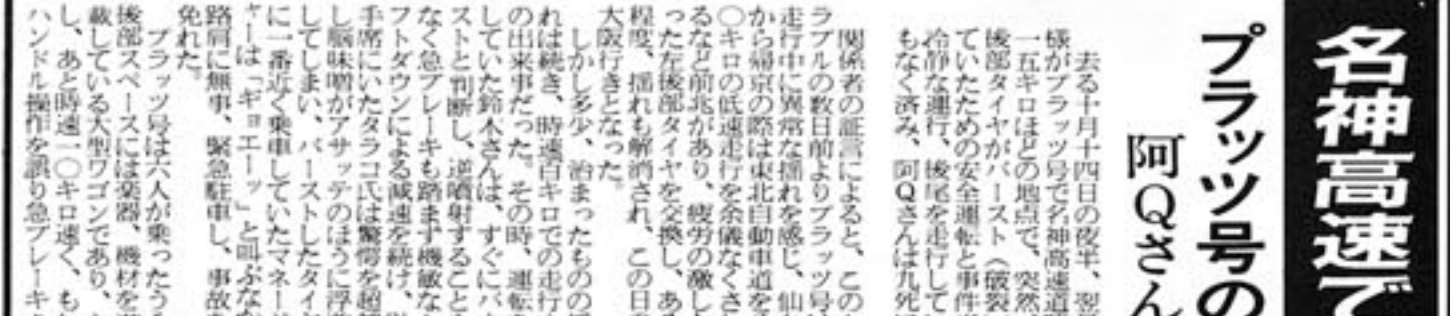 名神高速で
プラッツ号の
阿Qさん
去る十月十四日の夜半、翌
様がプラッツ号で名神高速道
一五キロほどの地点で、突然
後部タイヤがバースト（破裂
ていたための安全運転と事件
冷静な運行、後尾を走行して
もなく済み、阿Qさんは九死
関係者の証言によると、この
ラブルの数日前よりプラッツ号
走行中に異常な揺れを感じ、仙
から帰京の際は東北自動車道を
〇キロの低速走行を余儀なくさ
るなど前兆があり、疲労の激し
った左後部タイヤを交換し、あ
程度、揺れも解消され、この日
大阪行きとなった。
しかし多少、治まったものの
れは続き、時速百キロでの走行
の出来事だった。その時、運転
していた鈴木さんは、すぐにバ
ストと判断し、逆噴射すること
なく急ブレーキも踏まず機敏な
フトダウンによる減速を続け、
手席にいたタラコ氏は驚愕を超
し脳味噌がアサッテのほうに浮
してしまい、バーストしたタイ
に一番近く乗車していたマネー
ャーは「ギョエーッ」と叫ぶな
路肩に無事、緊急駐車し、事故
免れた。
プラッツ号は六人が乗ったう
後部スペースには楽器、機材を
載している大型ワゴンであり、
し、あと時速一〇キロ速く、も
ハンドル操作を誤り急ブレーキ